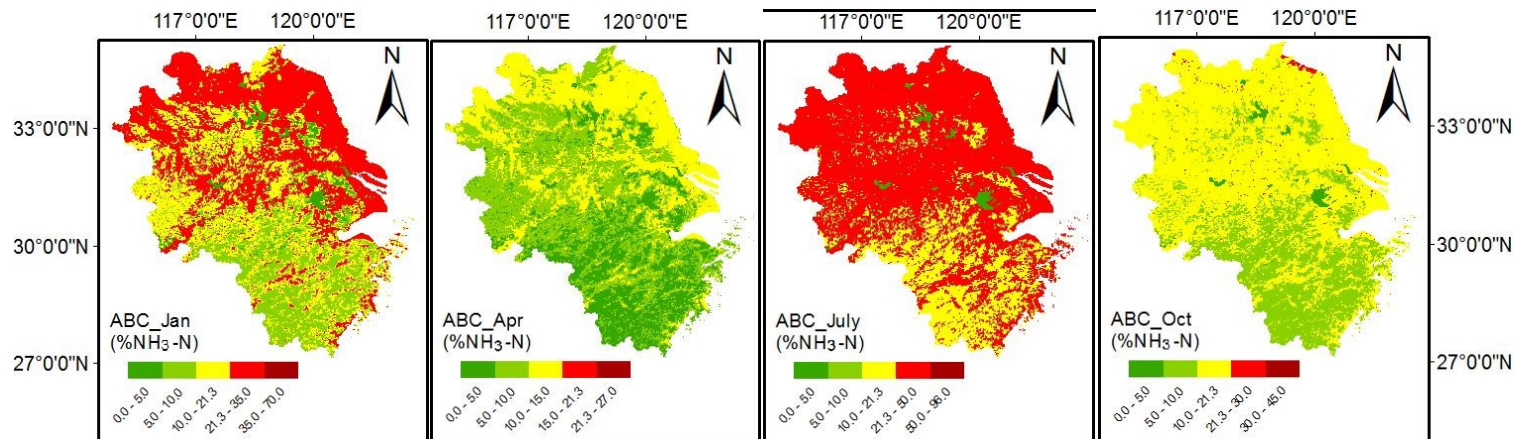 117°0'0"E 120°0'0"E 117°0'0"E 120°0'0"E 117°0'0"E 120°0'0"E 117°0'0"E 120°0'0"E
N N N N
33°0'0"N 33°0'0"N
30°0'0"N 30°0'0"N
27°0'0"N 27°0'0"N
ABC_Jan
(%NH₃-N)
0.0 - 5.0
5.0 - 10.0
10.0 - 21.3
21.3 - 35.0
35.0 - 70.0
ABC_Apr
(%NH₃-N)
0.0 - 5.0
5.0 - 10.0
10.0 - 15.0
15.0 - 21.3
21.3 - 27.0
ABC_July
(%NH₃-N)
0.0 - 5.0
5.0 - 10.0
10.0 - 21.3
21.3 - 50.0
50.0 - 96.0
ABC_Oct
(%NH₃-N)
0.0 - 5.0
5.0 - 10.0
10.0 - 21.3
21.3 - 30.0
30.0 - 45.0